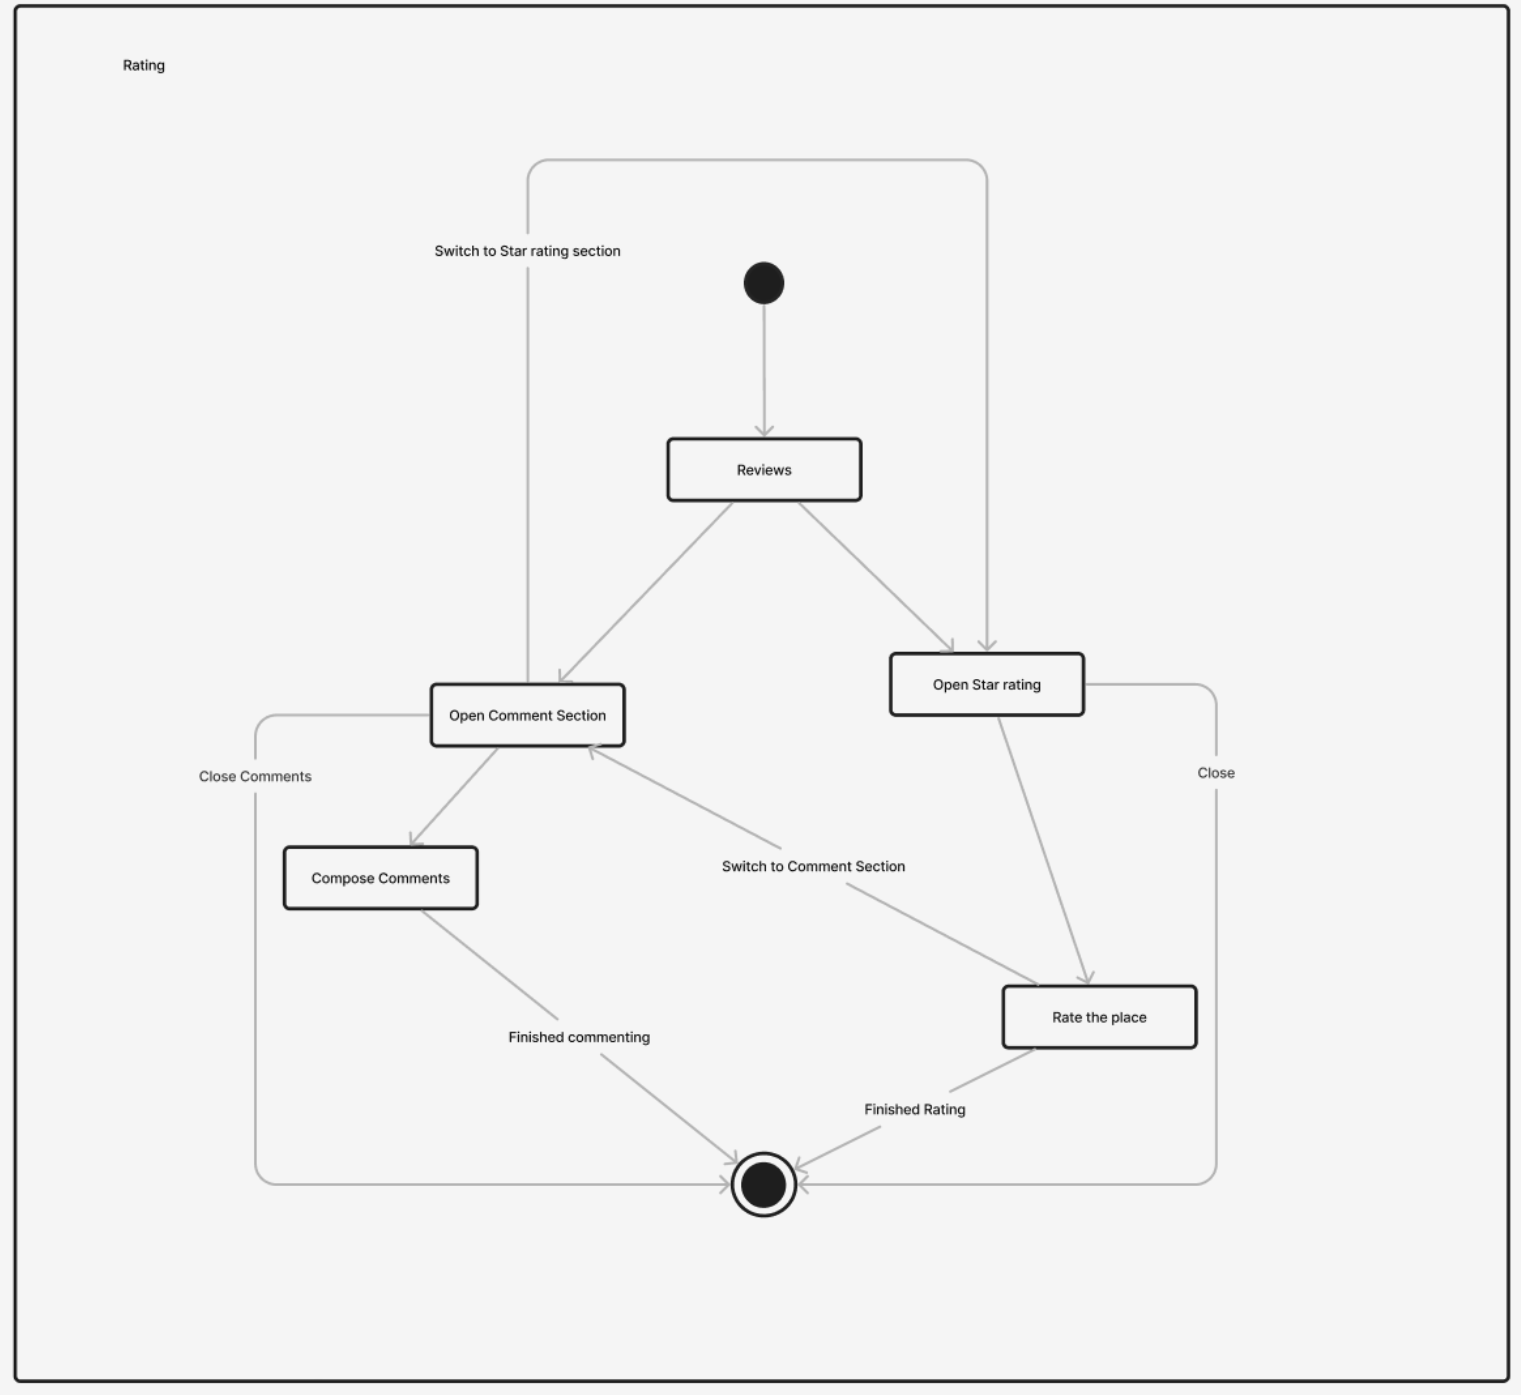 Rating
Switch to Star rating section
Reviews
Open Star rating
Open Comment Section
Close Comments
Close
Switch to Comment Section
Compose Comments
Rate the place
Finished commenting
Finished Rating